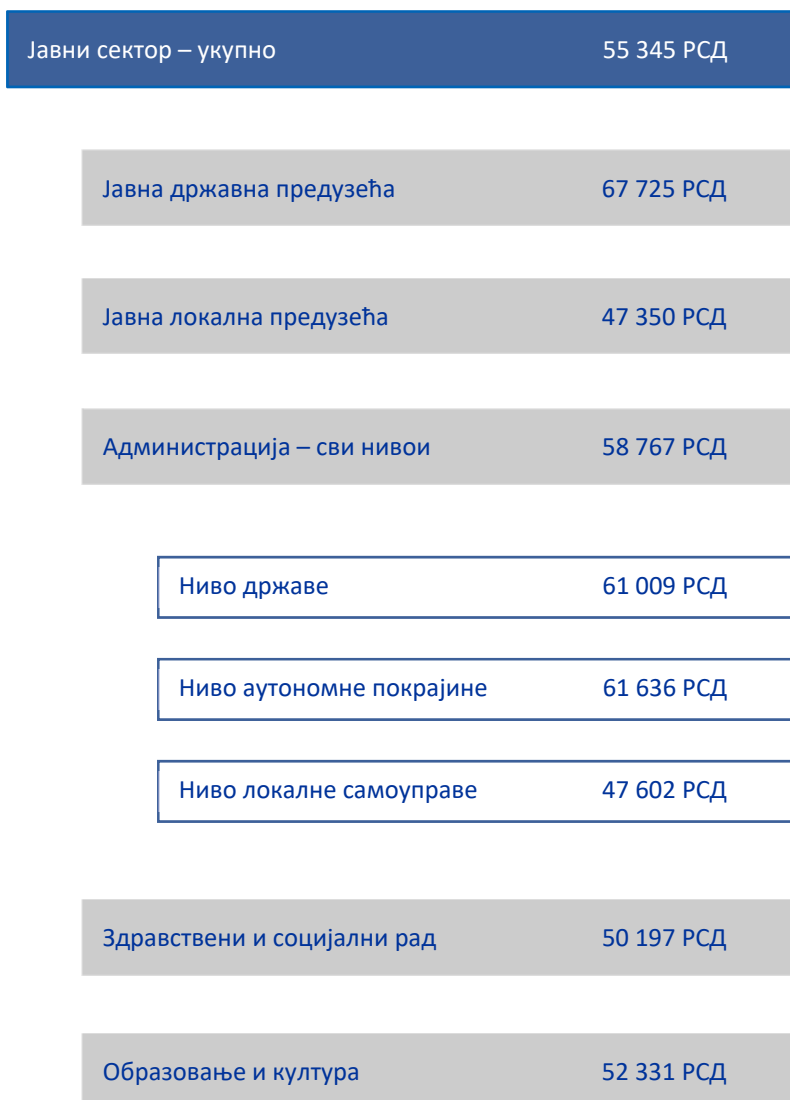 Јавни сектор – укупно 55 345 РСД
Јавна државна предузећа 67 725 РСД
Јавна локална предузећа 47 350 РСД
Администрација – сви нивои 58 767 РСД
Ниво државе 61 009 РСД
Ниво аутономне покрајине 61 636 РСД
Ниво локалне самоуправе 47 602 РСД
Здравствени и социјални рад 50 197 РСД
Образовање и култура 52 331 РСД